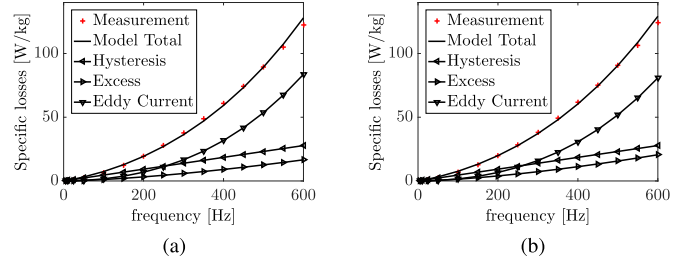 Measurement
Model Total
Hysteresis
Excess
Eddy Current
Specific losses [W/kg]
100
50
0
0
200
400
600
frequency [Hz]
(a)
Measurement
Model Total
Hysteresis
Excess
Eddy Current
Specific losses [W/kg]
100
50
0
0
200
400
600
frequency [Hz]
(b)